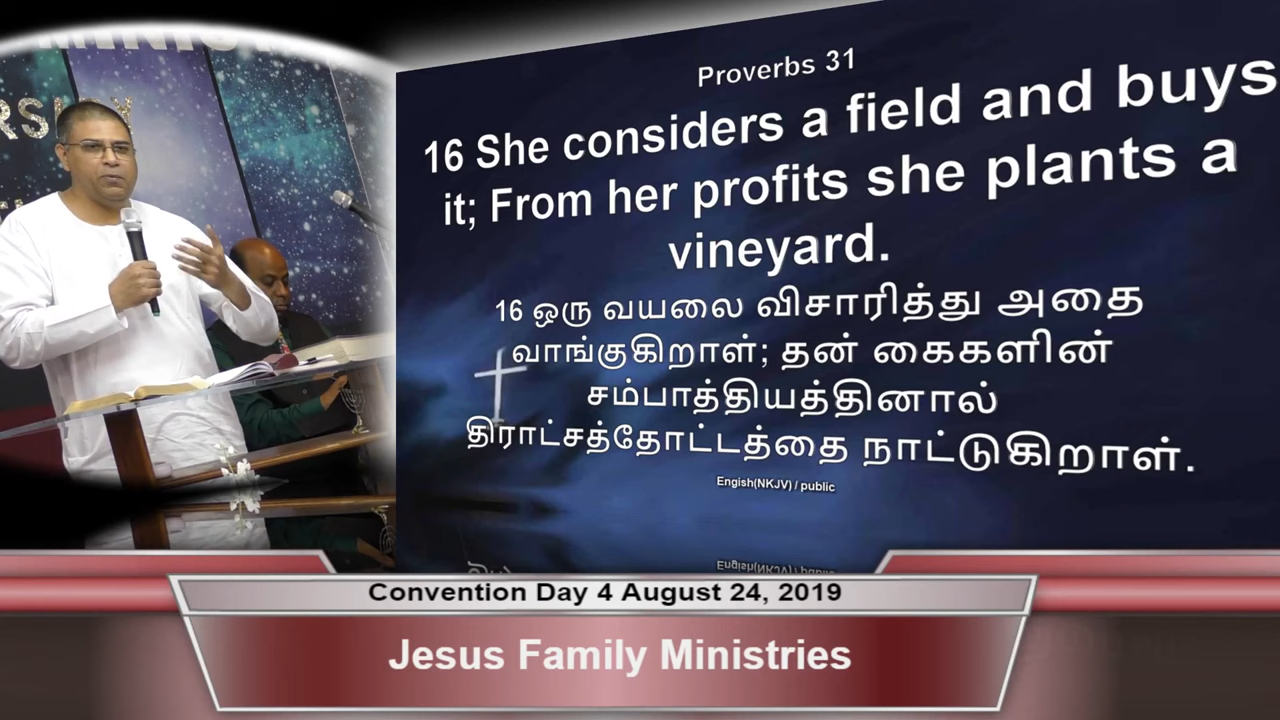 Proverbs 31
16 She considers a field and buys
it; From her profits she plants a
vineyard.
16 ஒரு வயலை விசாரித்து அதை
வாங்குகிறாள்; தன் கைகளின்
சம்பாத்தியத்தினால்
திராட்சத்தோட்டத்தை நாட்டுகிறாள்.
Engish(NKJV) / public
Convention Day 4 August 24, 2019
Jesus Family Ministries